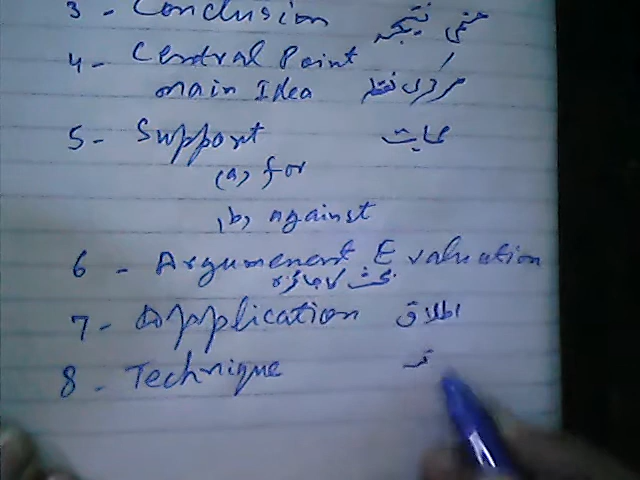 3 - Conclusion حتمی نتیجہ
4 - Central Point
main Idea مرکزی نقطہ
5 - Support حمایت
(a) for
(b) against
6 - Argumenent Evaluation
بحث کا جائزہ
7 - Application اطلاق
8 - Technique